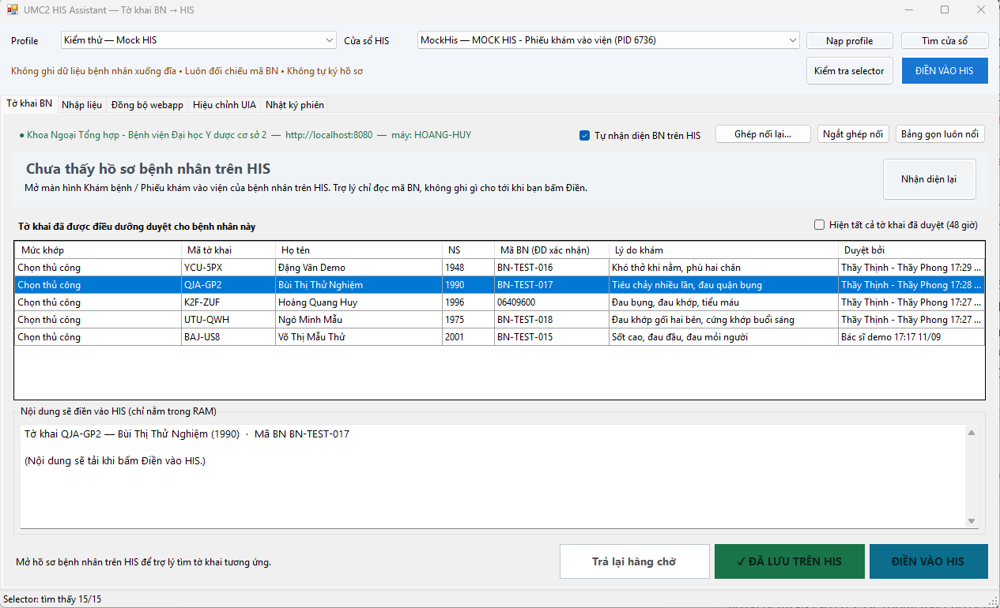 UMC2 HIS Assistant — Tờ khai BN → HIS
Profile Kiểm thử — Mock HIS Cửa sổ HIS MockHis — MOCK HIS - Phiếu khám vào viện (PID 6736) Nạp profile Tìm cửa sổ
Không ghi dữ liệu bệnh nhân xuống đĩa • Luôn đối chiếu mã BN • Không tự ký hồ sơ Kiểm tra selector ĐIỀN VÀO HIS
Tờ khai BN Nhập liệu Đồng bộ webapp Hiệu chỉnh UIA Nhật ký phiên
● Khoa Ngoại Tổng hợp - Bệnh viện Đại học Y dược cơ sở 2 — http://localhost:8080 — máy: HOANG-HUY Tự nhận diện BN trên HIS Ghép nối lại... Ngắt ghép nối Bảng gọn luôn nổi
Chưa thấy hồ sơ bệnh nhân trên HIS
Mở màn hình Khám bệnh / Phiếu khám vào viện của bệnh nhân trên HIS. Trợ lý chỉ đọc mã BN, không ghi gì cho tới khi bạn bấm Điền. Nhận diện lại
Tờ khai đã được điều dưỡng duyệt cho bệnh nhân này Hiện tất cả tờ khai đã duyệt (48 giờ)
Mức khớp Mã tờ khai Họ tên NS Mã BN (ĐD xác nhận) Lý do khám Duyệt bởi
Chọn thủ công YCU-5PX Đặng Văn Demo 1948 BN-TEST-016 Khó thở khi nằm, phù hai chân Thầy Thịnh - Thầy Phong 17:29 ...
Chọn thủ công QJA-GP2 Bùi Thị Thử Nghiệm 1990 BN-TEST-017 Tiêu chảy nhiều lần, đau quặn bụng Thầy Thịnh - Thầy Phong 17:28 ...
Chọn thủ công K2F-ZUF Hoàng Quang Huy 1996 06409600 Đau bụng, đau khớp, tiểu máu Thầy Thịnh - Thầy Phong 17:27 ...
Chọn thủ công UTU-QWH Ngô Minh Mẫu 1975 BN-TEST-018 Đau khớp gối hai bên, cứng khớp buổi sáng Thầy Thịnh - Thầy Phong 17:27 ...
Chọn thủ công BAJ-US8 Võ Thị Mẫu Thử 2001 BN-TEST-015 Sốt cao, đau đầu, đau mỏi người Bác sĩ demo 17:17 11/09
Nội dung sẽ điền vào HIS (chỉ nằm trong RAM)
Tờ khai QJA-GP2 — Bùi Thị Thử Nghiệm (1990) · Mã BN BN-TEST-017
(Nội dung sẽ tải khi bấm Điền vào HIS.)
Mở hồ sơ bệnh nhân trên HIS để trợ lý tìm tờ khai tương ứng. Trả lại hàng chờ ✓ ĐÃ LƯU TRÊN HIS ĐIỀN VÀO HIS
Selector: tìm thấy 15/15